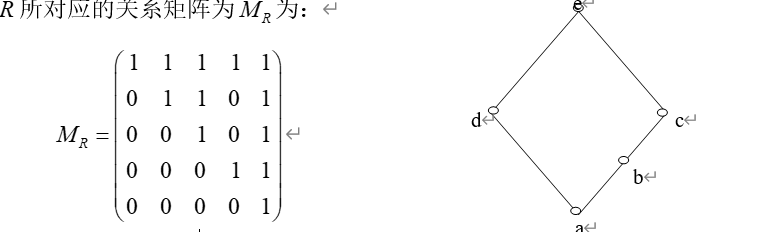 R 所对应的关系矩阵为 M_R 为：↵
M_R = ( 1 1 1 1 1
0 1 1 0 1
0 0 1 0 1
0 0 0 1 1
0 0 0 0 1 ) ↵
e↵
d↵
c↵
b↵
a↵